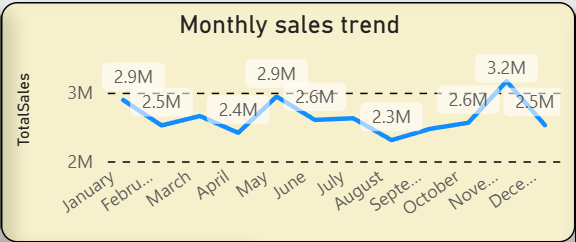 Monthly sales trend
TotalSales
3M
2M
2.9M
2.5M
2.4M
2.9M
2.6M
2.3M
2.6M
3.2M
2.5M
January
Febru...
March
April
May
June
July
August
Septe...
October
Nove...
Dece...